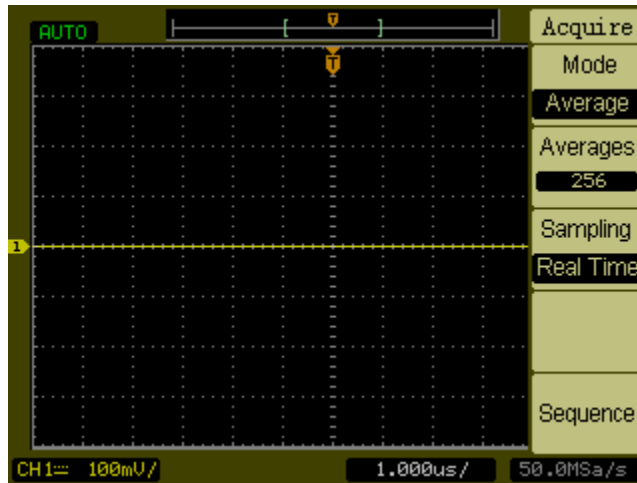 AUTO
T
Acquire
T
Mode
Average
Averages
256
Sampling
1
Real Time
Sequence
CH1 100mV/
1.000us/
50.0MSa/s